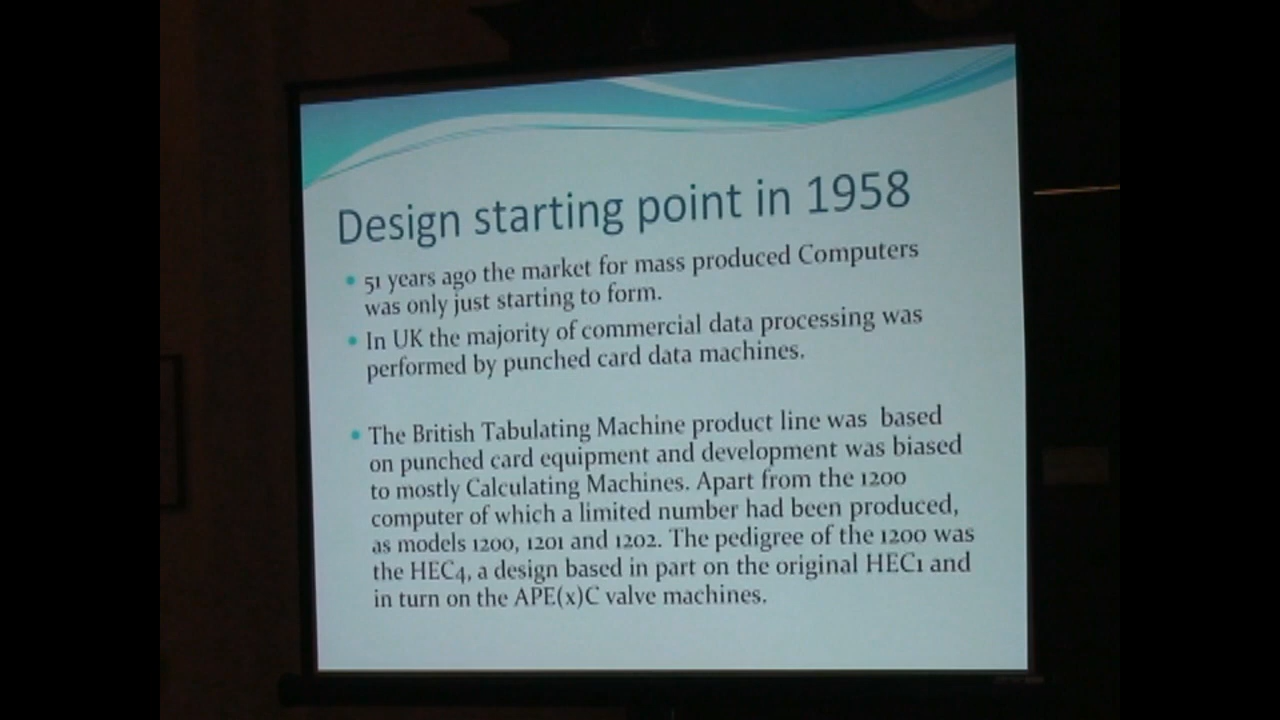 Design starting point in 1958
• 51 years ago the market for mass produced Computers
was only just starting to form.
• In UK the majority of commercial data processing was
performed by punched card data machines.
• The British Tabulating Machine product line was based
on punched card equipment and development was biased
to mostly Calculating Machines. Apart from the 1200
computer of which a limited number had been produced,
as models 1200, 1201 and 1202. The pedigree of the 1200 was
the HEC4, a design based in part on the original HEC1 and
in turn on the APE(x)C valve machines.